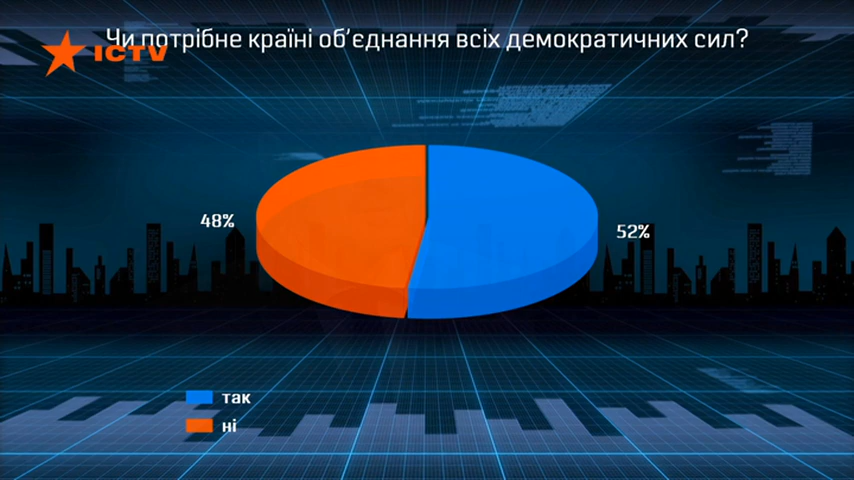 Чи потрібне країні об’єднання всіх демократичних сил?
ICTV
48%
52%
так
ні